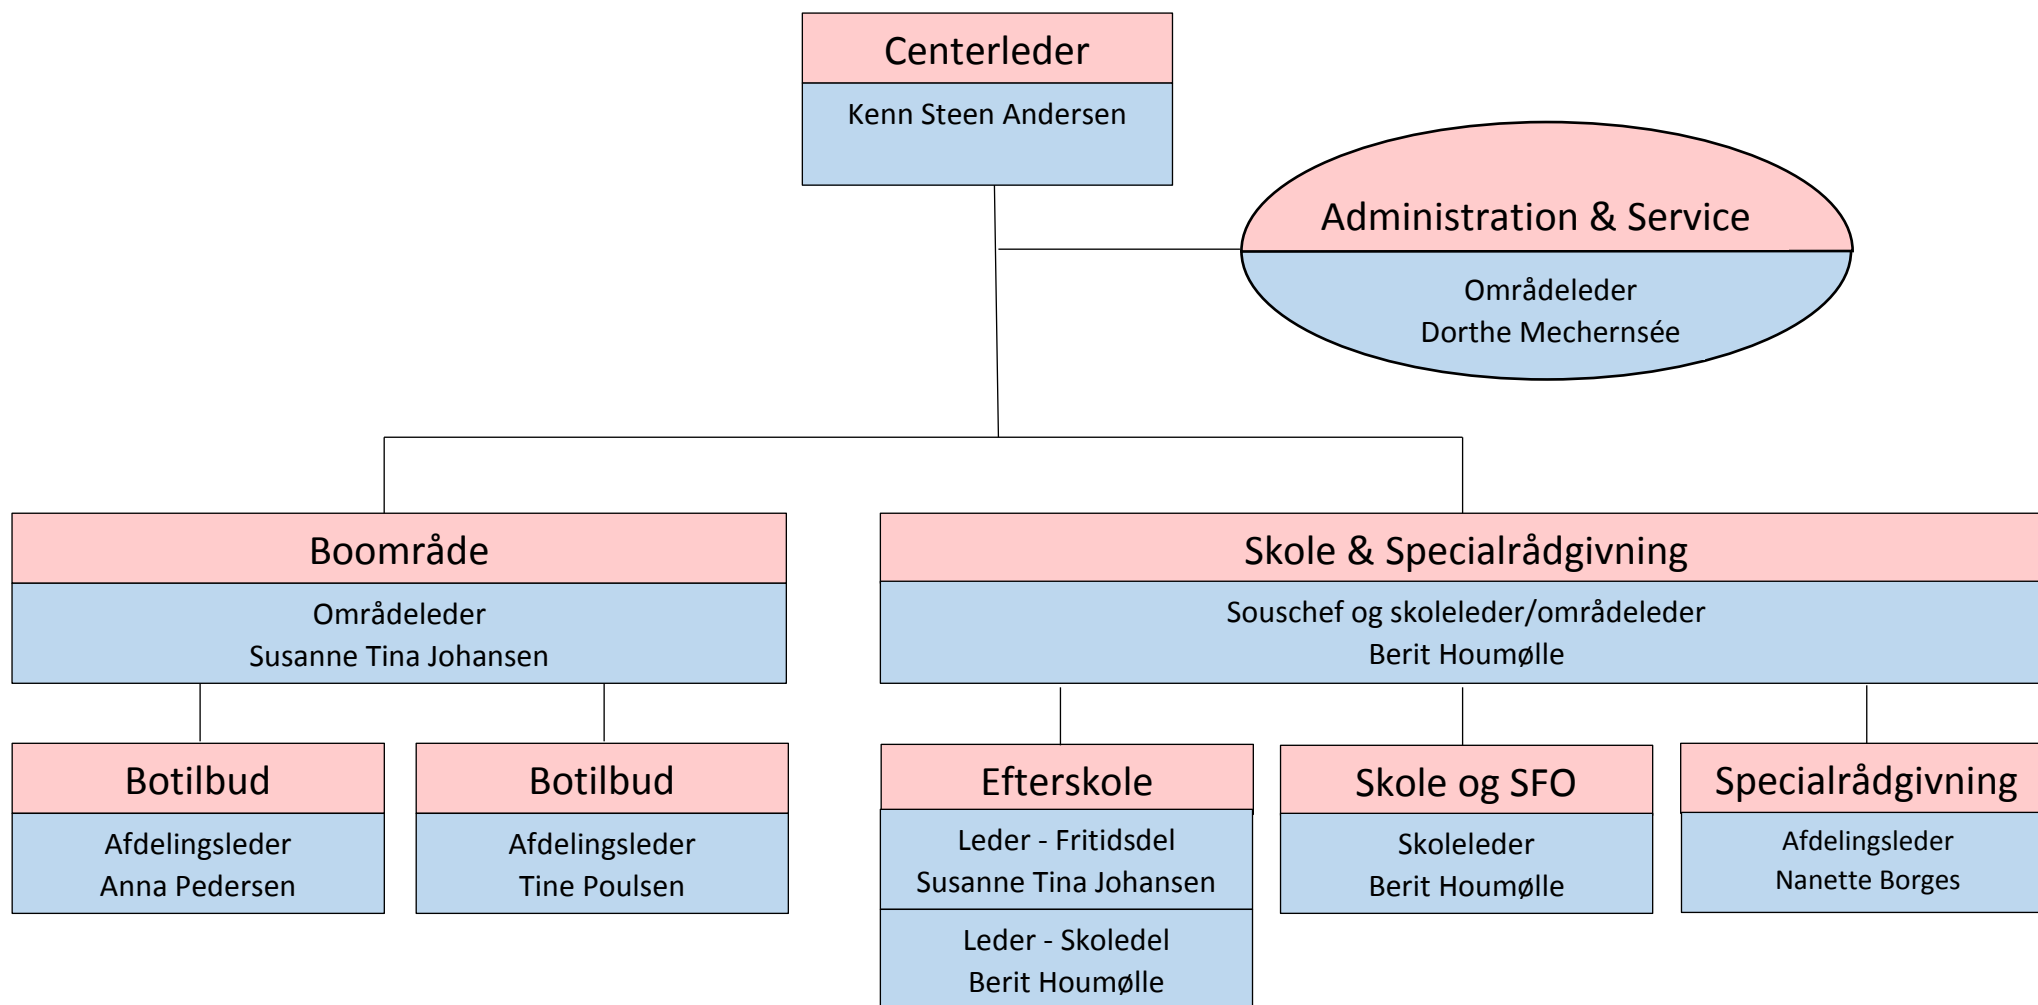 Centerleder
Kenn Steen Andersen
Administration & Service
Områdeleder
Dorthe Mechernsée
Boområde
Områdeleder
Susanne Tina Johansen
Skole & Specialrådgivning
Souschef og skoleleder/områdeleder
Berit Houmølle
Botilbud
Afdelingsleder
Anna Pedersen
Botilbud
Afdelingsleder
Tine Poulsen
Efterskole
Leder - Fritidsdel
Susanne Tina Johansen
Leder - Skoledel
Berit Houmølle
Skole og SFO
Skoleleder
Berit Houmølle
Specialrådgivning
Afdelingsleder
Nanette Borges